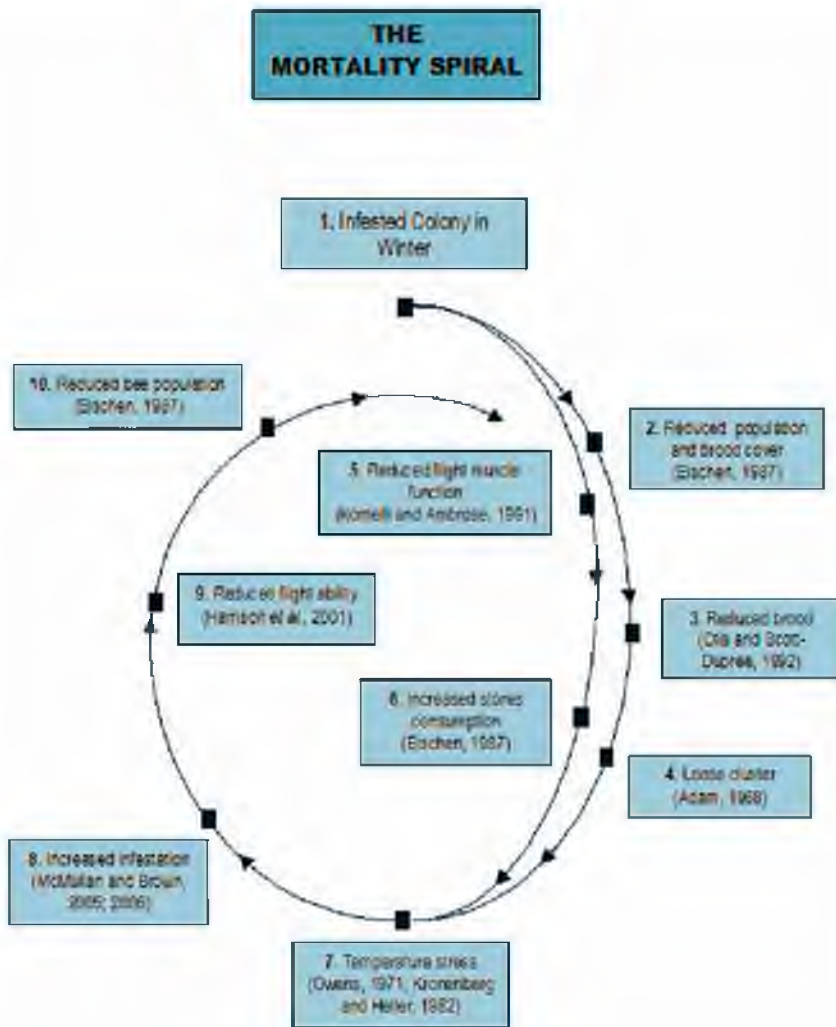 THE
MORTALITY SPIRAL
1. Infested Colony in
Winter
10. Reduced bee population
(Eischen, 1987)
2. Reduced population
and brood cover
(Eischen, 1987)
5. Reduced flight muscle
function
(Komeili and Ambrose, 1991)
9. Reduced flight ability
(Harrison et al, 2001)
3. Reduced brood
(Otis and Scott-
Dupree, 1992)
6. Increased stores
consumption
(Eischen, 1987)
4. Loose cluster
(Adam, 1968)
8. Increased infestation
(McMullan and Brown,
2005; 2006)
7. Temperature stress
(Owens, 1971, Kronenberg
and Heller, 1982)